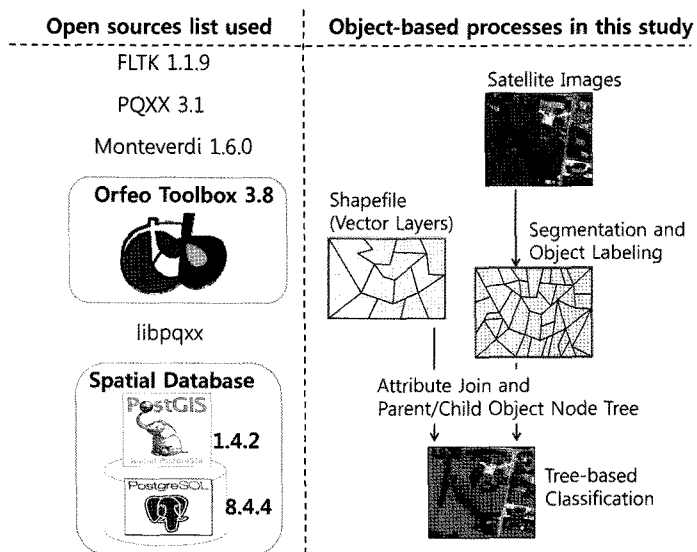 Open sources list used
FLTK 1.1.9
PQXX 3.1
Monteverdi 1.6.0
Orfeo Toolbox 3.8
libpqxx
Spatial Database
PostGIS
1.4.2
PostgreSQL
8.4.4
Object-based processes in this study
Satellite Images
Shapefile
(Vector Layers)
Segmentation and
Object Labeling
Attribute Join and
Parent/Child Object Node Tree
Tree-based
Classification